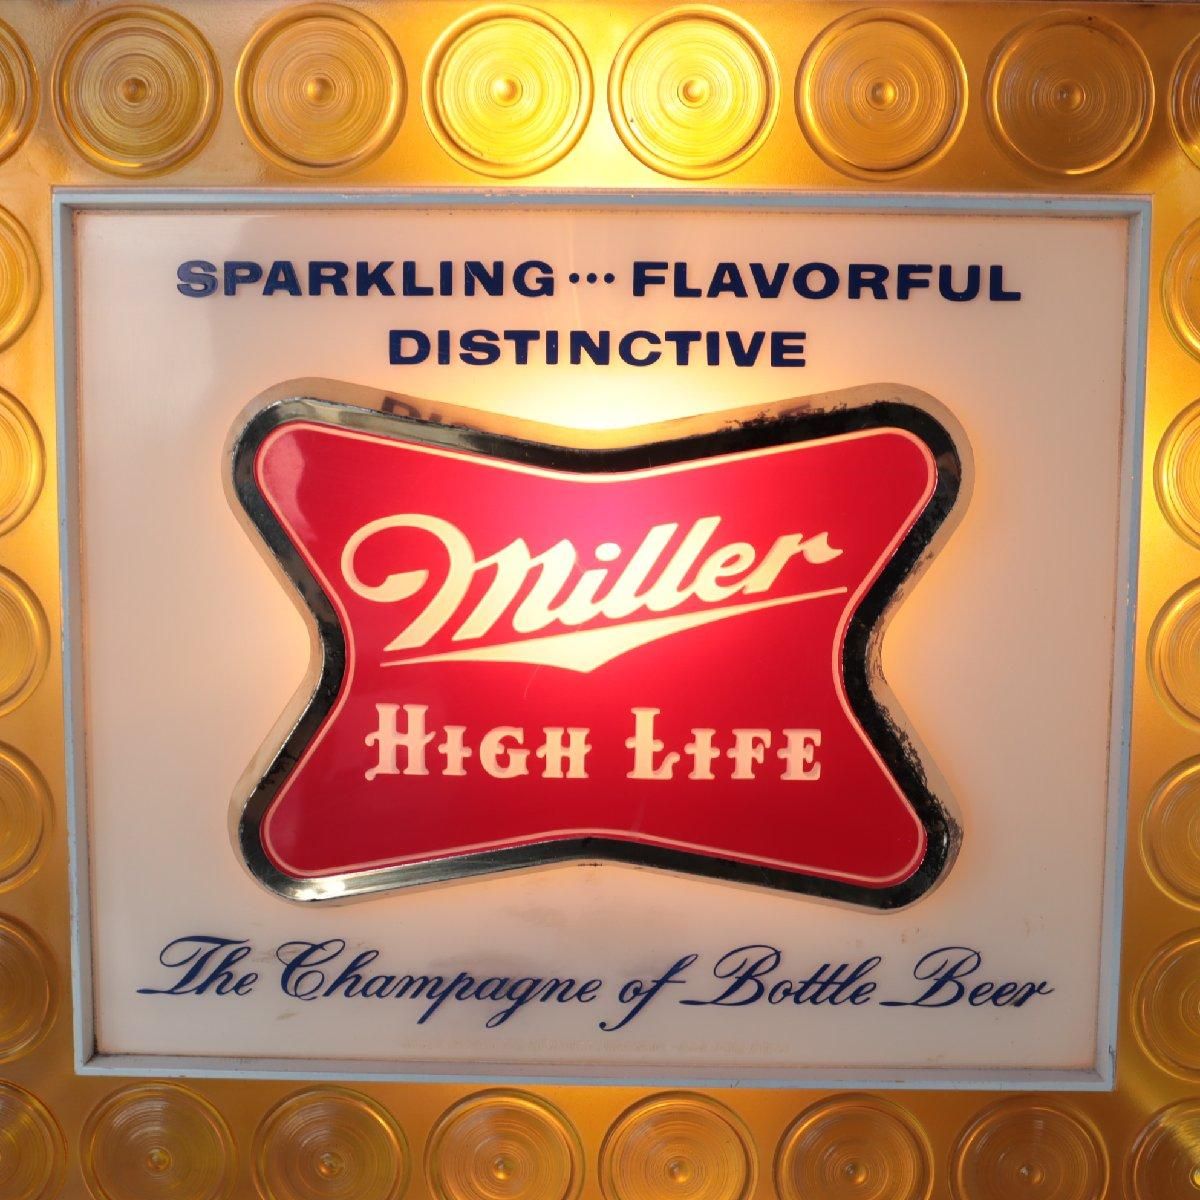 SPARKLING ··· FLAVORFUL
DISTINCTIVE
Miller
HIGH LIFE
The Champagne of Bottle Beer